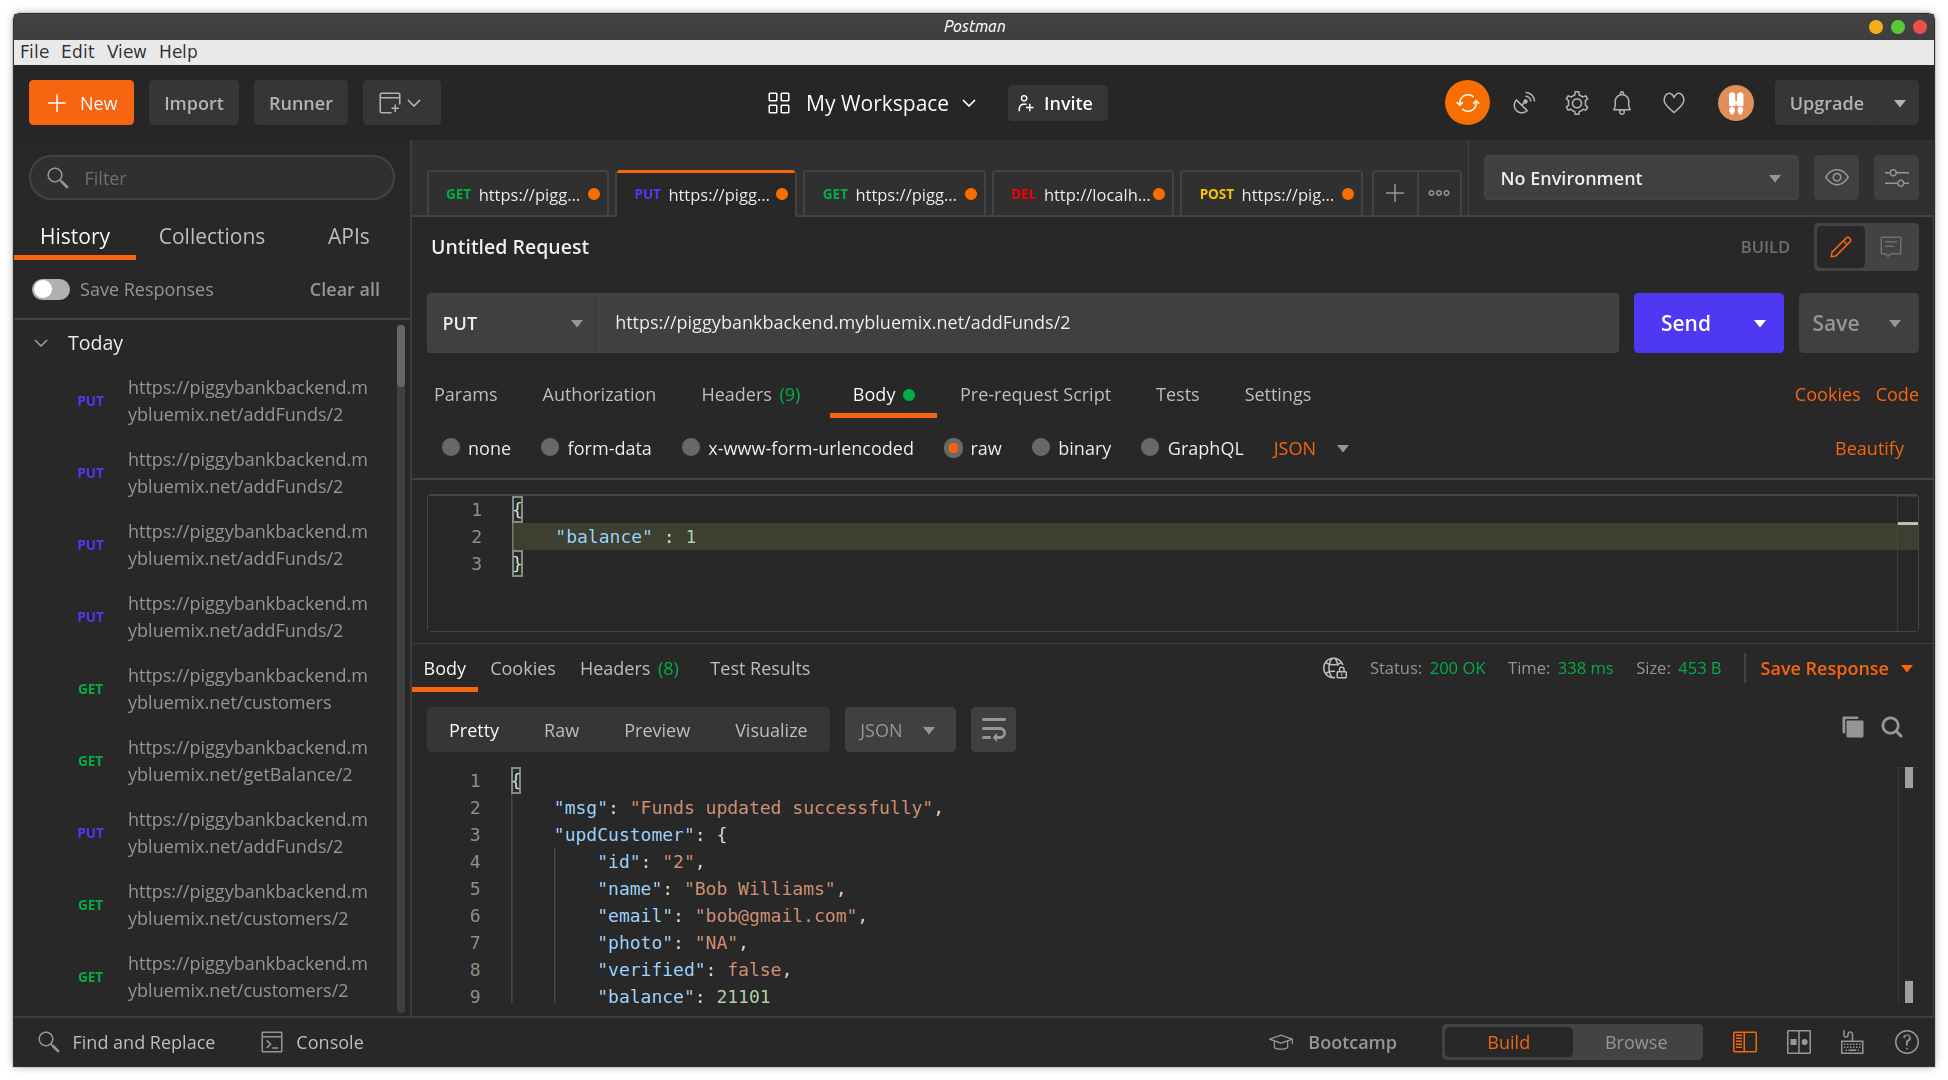 Postman
File Edit View Help
New Import Runner My Workspace Invite Upgrade
Filter
GET https://pigg... PUT https://pigg... GET https://pigg... DEL http://localh... POST https://pig... No Environment
History Collections APIs
Untitled Request BUILD
Save Responses Clear all
PUT https://piggybankbackend.mybluemix.net/addFunds/2 Send Save
Today
PUT https://piggybankbackend.m
ybluemix.net/addFunds/2
PUT https://piggybankbackend.m
ybluemix.net/addFunds/2
PUT https://piggybankbackend.m
ybluemix.net/addFunds/2
PUT https://piggybankbackend.m
ybluemix.net/addFunds/2
GET https://piggybankbackend.m
ybluemix.net/customers
GET https://piggybankbackend.m
ybluemix.net/getBalance/2
PUT https://piggybankbackend.m
ybluemix.net/addFunds/2
GET https://piggybankbackend.m
ybluemix.net/customers/2
GET https://piggybankbackend.m
ybluemix.net/customers/2
Params Authorization Headers (9) Body Pre-request Script Tests Settings Cookies Code
none form-data x-www-form-urlencoded raw binary GraphQL JSON Beautify
1 {
2 "balance" : 1
3 }
Body Cookies Headers (8) Test Results Status: 200 OK Time: 338 ms Size: 453 B Save Response
Pretty Raw Preview Visualize JSON
1 {
2 "msg": "Funds updated successfully",
3 "updCustomer": {
4 "id": "2",
5 "name": "Bob Williams",
6 "email": "bob@gmail.com",
7 "photo": "NA",
8 "verified": false,
9 "balance": 21101
Find and Replace Console Bootcamp Build Browse